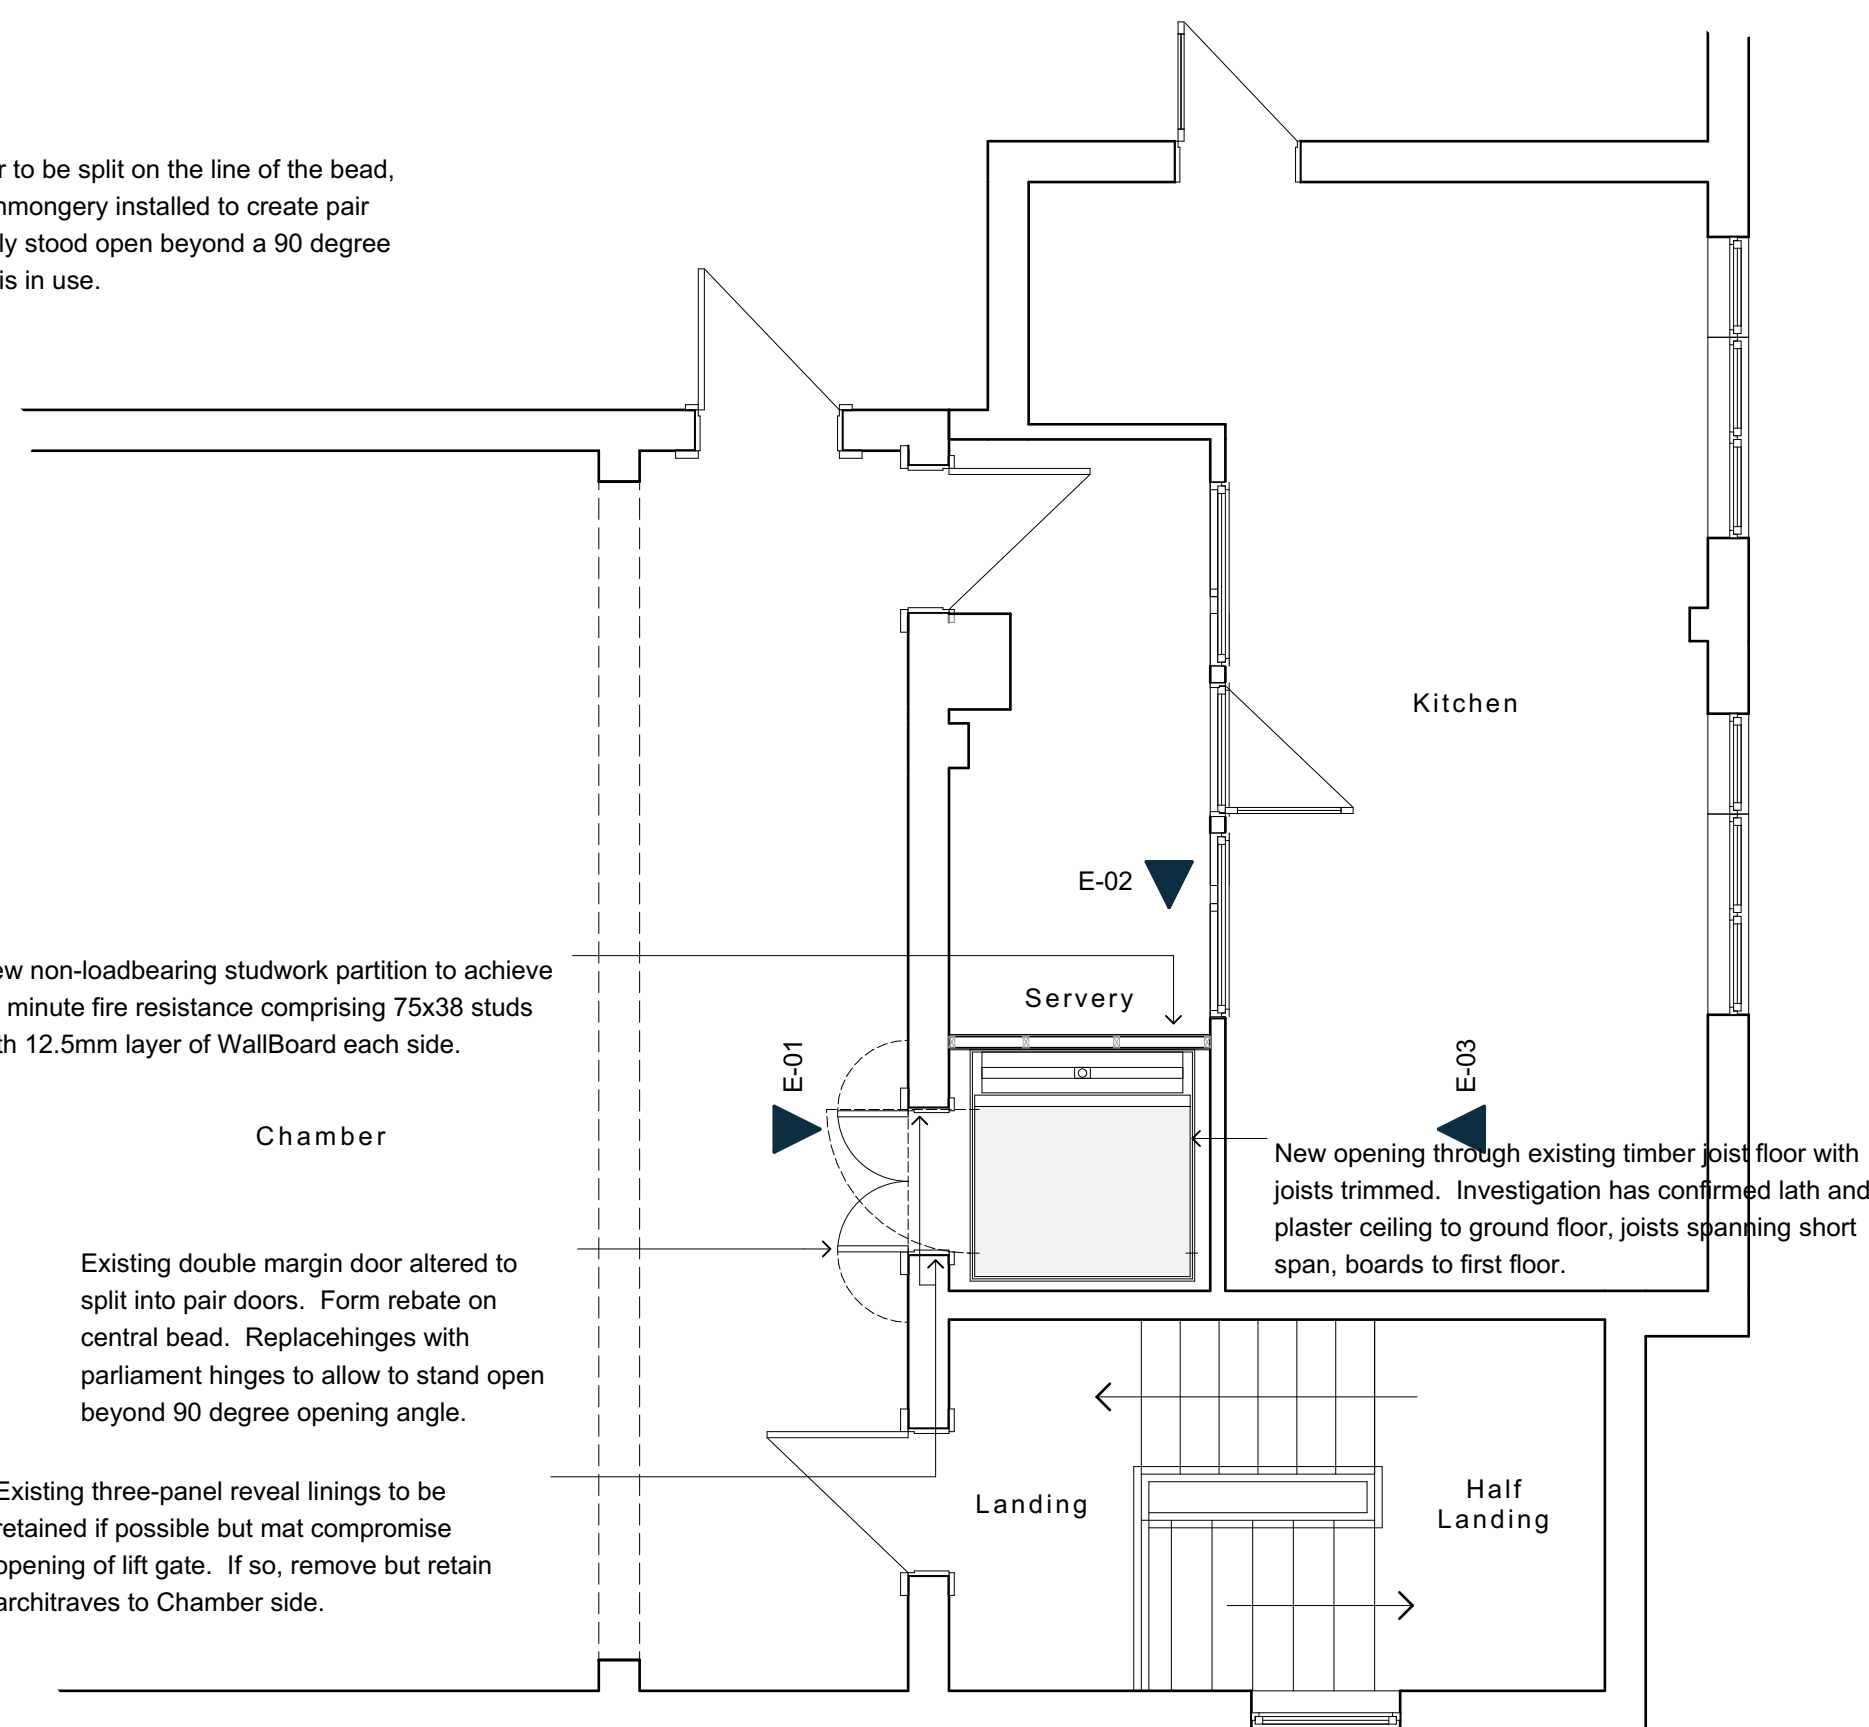 r to be split on the line of the bead,
nmongery installed to create pair
ly stood open beyond a 90 degree
is in use.
Kitchen
E-02
ew non-loadbearing studwork partition to achieve
minute fire resistance comprising 75x38 studs
th 12.5mm layer of WallBoard each side.
Servery
E-01
E-03
Chamber
New opening through existing timber joist floor with
joists trimmed.  Investigation has confirmed lath and
plaster ceiling to ground floor, joists spanning short
span, boards to first floor.
Existing double margin door altered to
split into pair doors.  Form rebate on
central bead.  Replacehinges with
parliament hinges to allow to stand open
beyond 90 degree opening angle.
Existing three-panel reveal linings to be
retained if possible but mat compromise
opening of lift gate.  If so, remove but retain
architraves to Chamber side.
Landing
Half
Landing